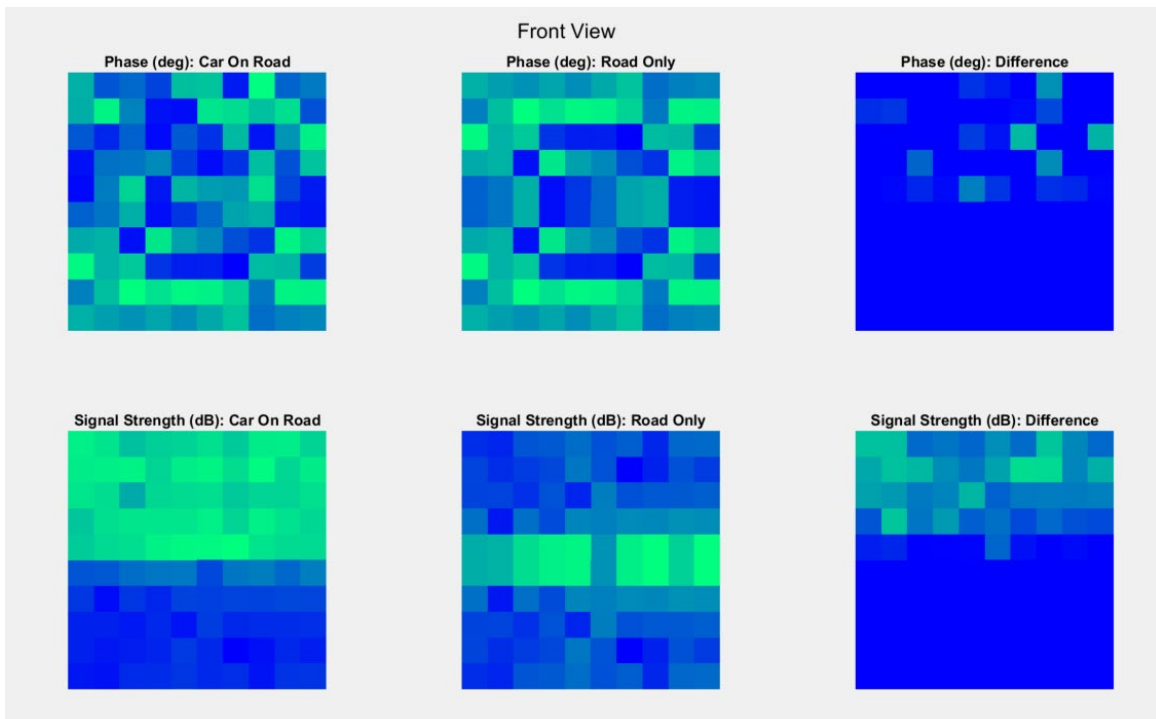 Front View
Phase (deg): Car On Road
Phase (deg): Road Only
Phase (deg): Difference
Signal Strength (dB): Car On Road
Signal Strength (dB): Road Only
Signal Strength (dB): Difference